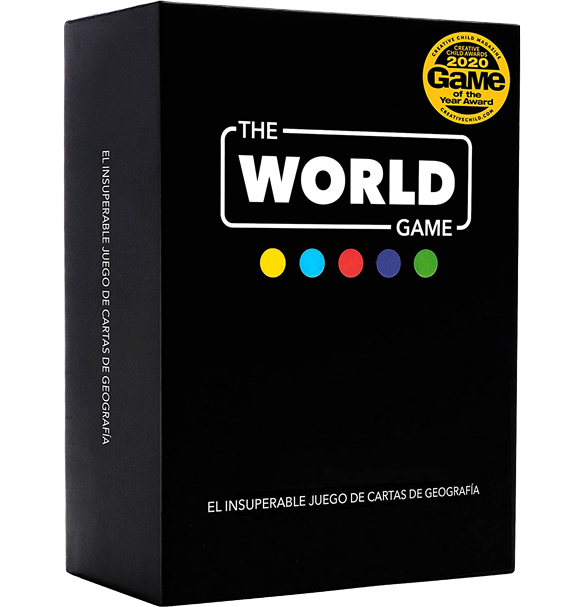 CREATIVE CHILD MAGAZINE
CREATIVE
CHILD AWARDS
2020
GaMe
of the
Year Award
CREATIVECHILD.COM
THE
WORLD
GAME
EL INSUPERABLE JUEGO DE CARTAS DE GEOGRAFÍA
EL INSUPERABLE JUEGO DE CARTAS DE GEOGRAFÍA